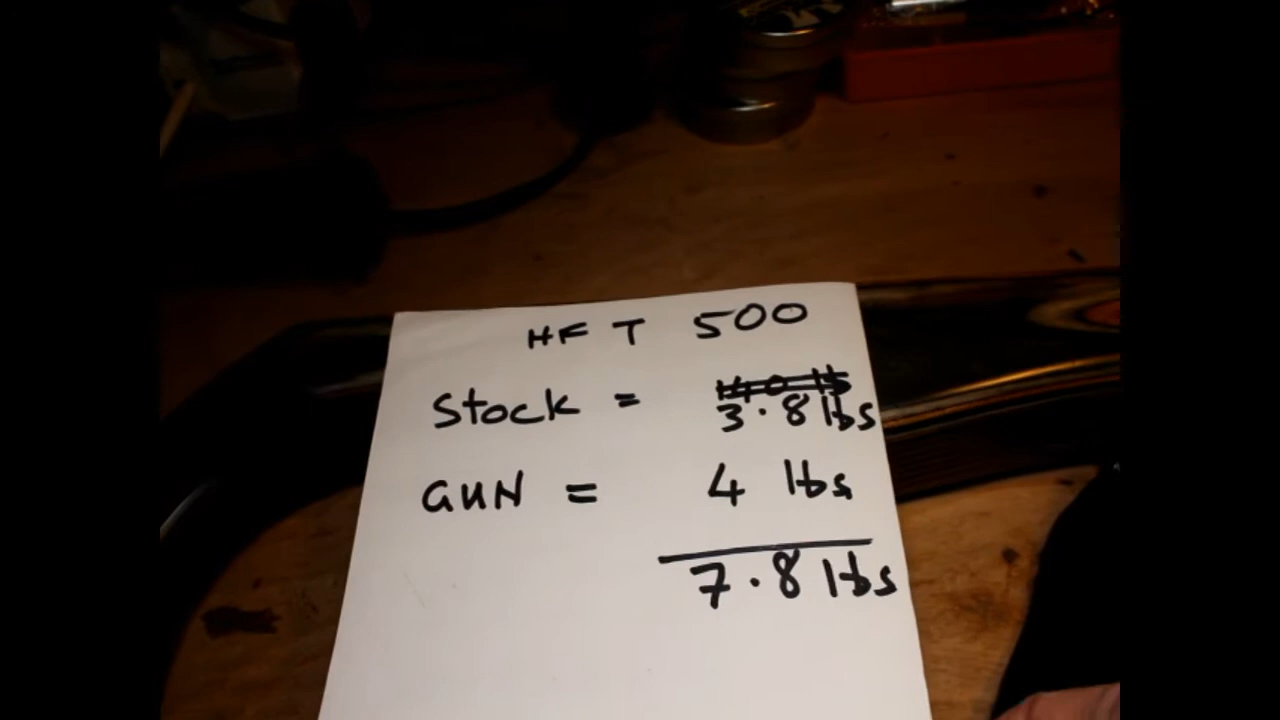 HFT 500
Stock = 3.8 lbs
GUN = 4 lbs
7.8 lbs